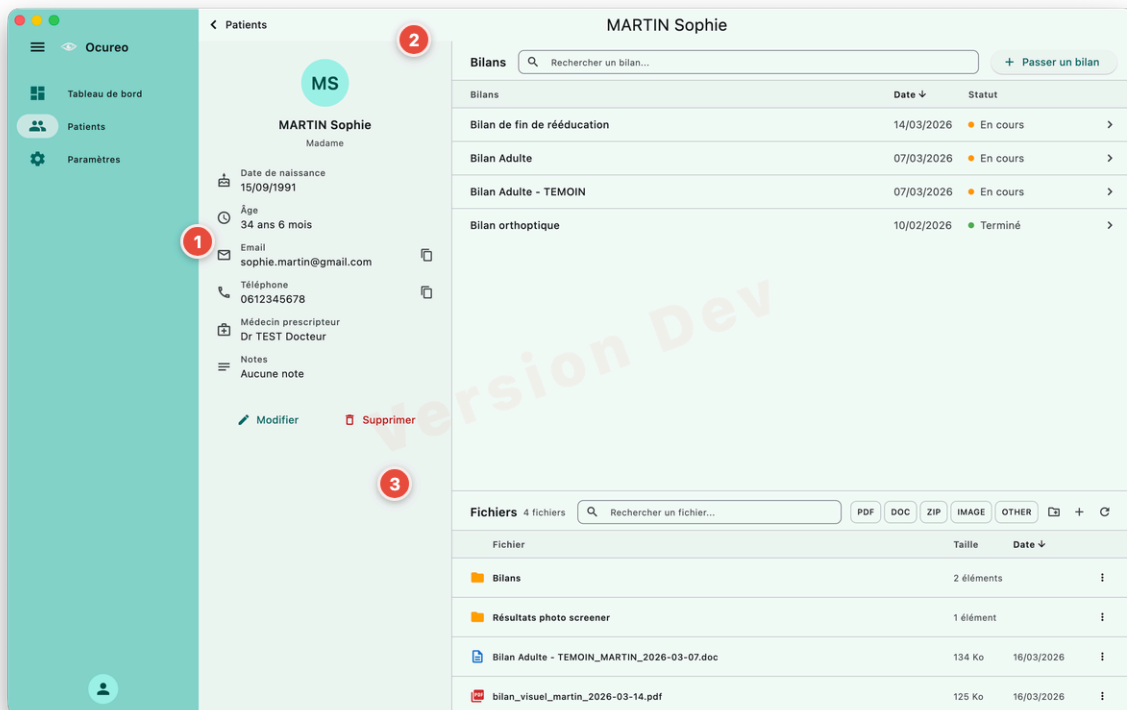 Ocureo
Tableau de bord
Patients
Paramètres
Patients
MARTIN Sophie
1
2
3
MS
MARTIN Sophie
Madame
Date de naissance
15/09/1991
Âge
34 ans 6 mois
Email
sophie.martin@gmail.com
Téléphone
0612345678
Médecin prescripteur
Dr TEST Docteur
Notes
Aucune note
Modifier Supprimer
Bilans Rechercher un bilan... + Passer un bilan
Bilans Date Statut
Bilan de fin de rééducation 14/03/2026 En cours
Bilan Adulte 07/03/2026 En cours
Bilan Adulte - TEMOIN 07/03/2026 En cours
Bilan orthoptique 10/02/2026 Terminé
Version Dev
Fichiers 4 fichiers Rechercher un fichier... PDF DOC ZIP IMAGE OTHER
Fichier Taille Date
Bilans 2 éléments
Résultats photo screener 1 élément
Bilan Adulte - TEMOIN_MARTIN_2026-03-07.doc 134 Ko 16/03/2026
PDF bilan_visuel_martin_2026-03-14.pdf 125 Ko 16/03/2026